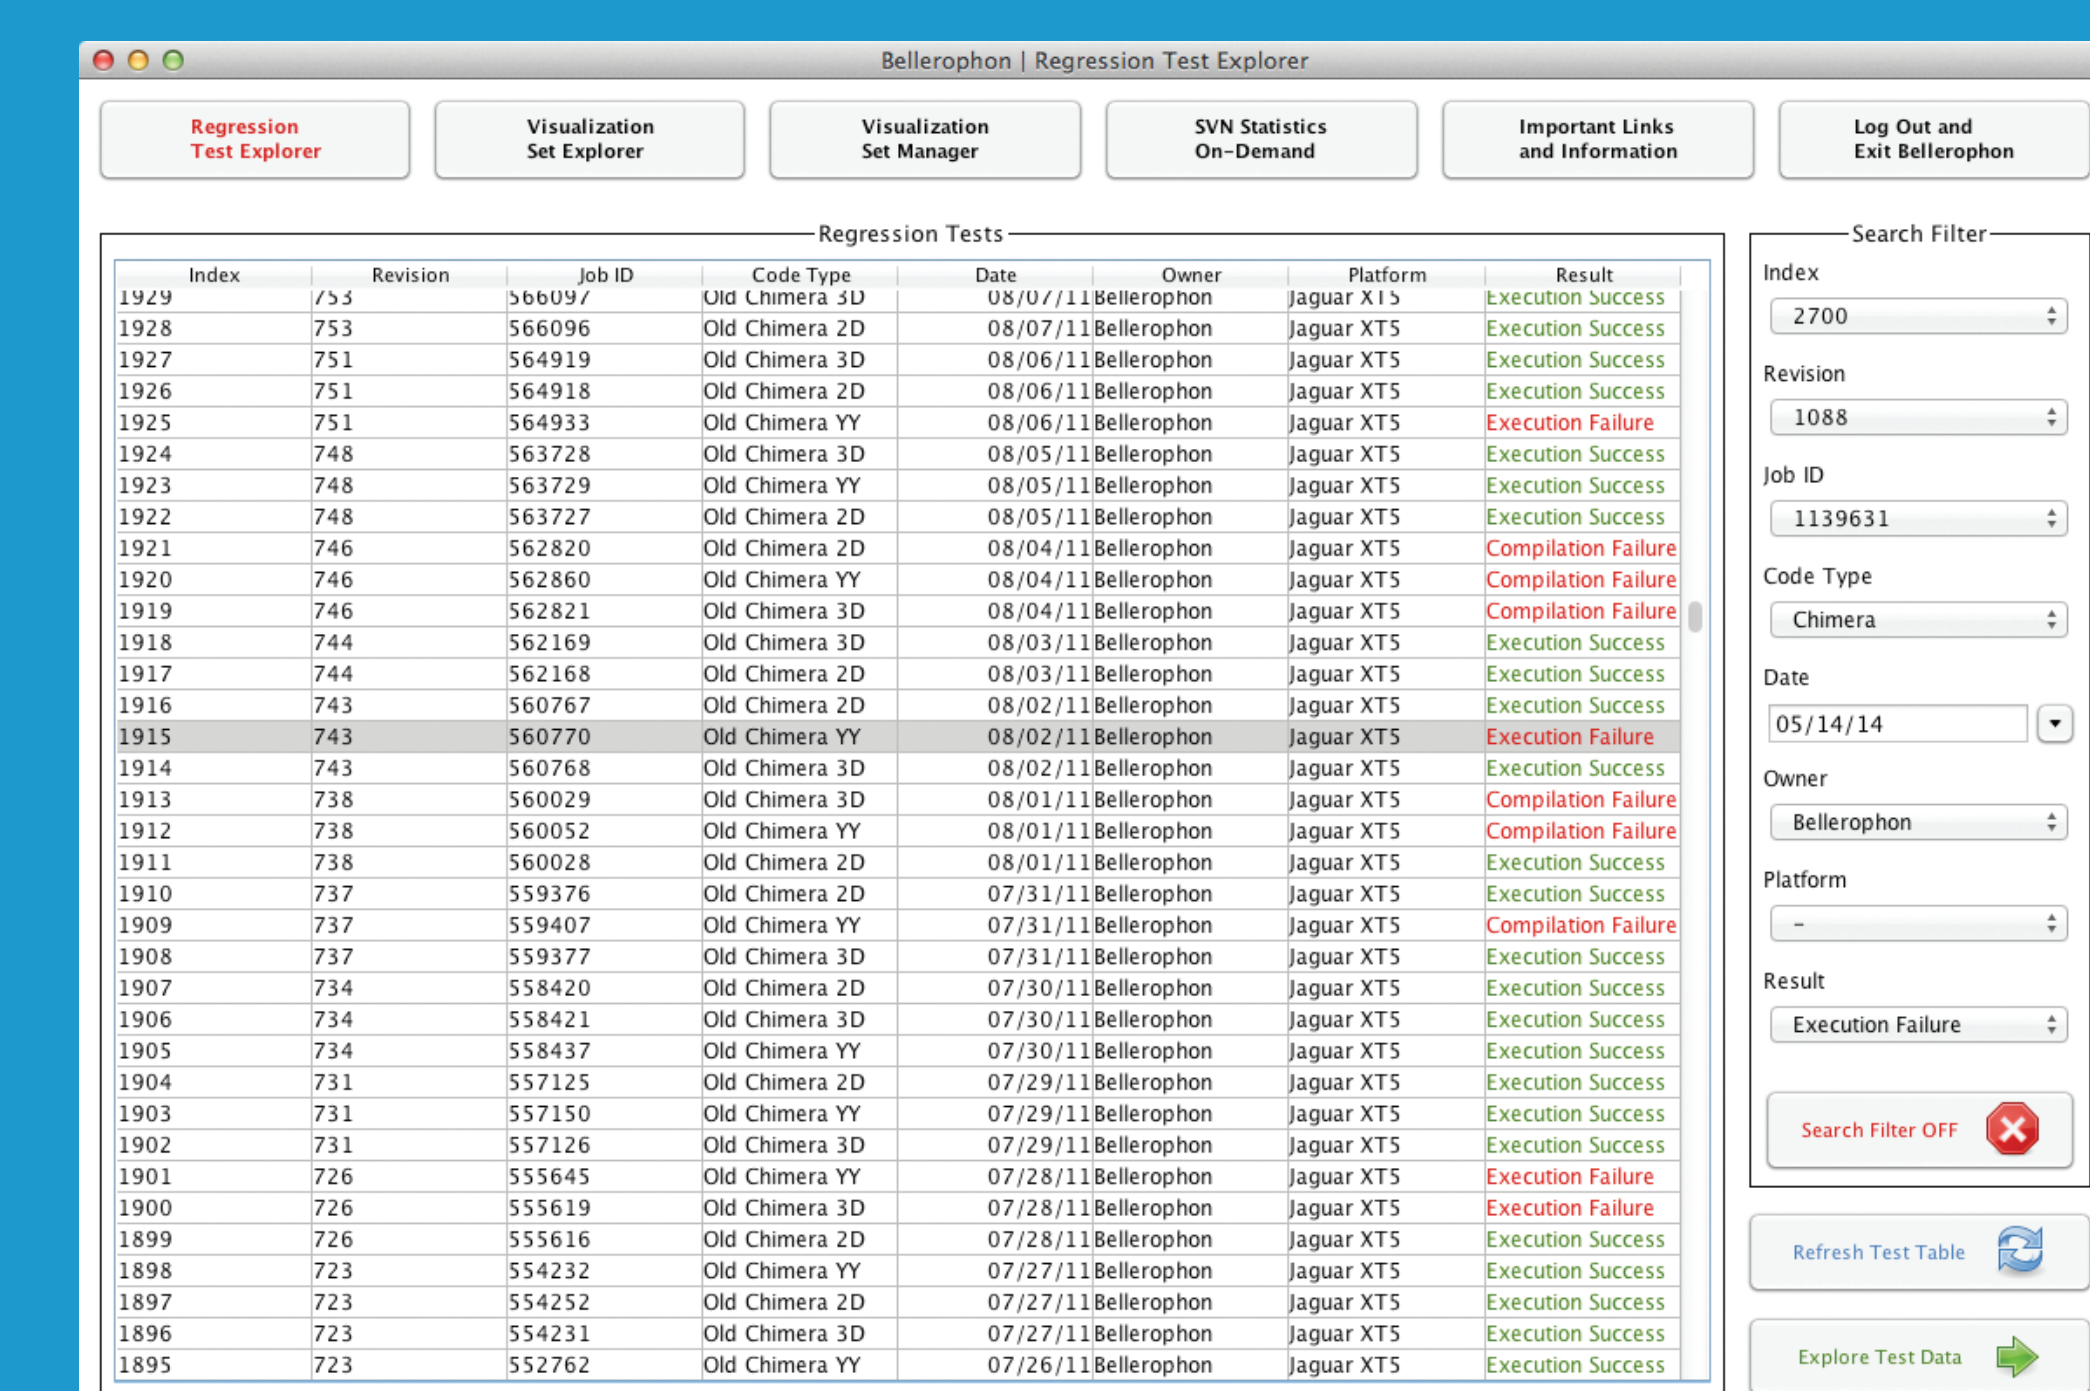 Bellerophon | Regression Test Explorer
Regression
Test Explorer
Visualization
Set Explorer
Visualization
Set Manager
SVN Statistics
On-Demand
Important Links
and Information
Log Out and
Exit Bellerophon
Regression Tests
Index Revision Job ID Code Type Date Owner Platform Result
1929 753 566097 Old Chimera 3D 08/07/11 Bellerophon Jaguar XT5 Execution Success
1928 753 566096 Old Chimera 2D 08/07/11 Bellerophon Jaguar XT5 Execution Success
1927 751 564919 Old Chimera 3D 08/06/11 Bellerophon Jaguar XT5 Execution Success
1926 751 564918 Old Chimera 2D 08/06/11 Bellerophon Jaguar XT5 Execution Success
1925 751 564933 Old Chimera YY 08/06/11 Bellerophon Jaguar XT5 Execution Failure
1924 748 563728 Old Chimera 3D 08/05/11 Bellerophon Jaguar XT5 Execution Success
1923 748 563729 Old Chimera YY 08/05/11 Bellerophon Jaguar XT5 Execution Success
1922 748 563727 Old Chimera 2D 08/05/11 Bellerophon Jaguar XT5 Execution Success
1921 746 562820 Old Chimera 2D 08/04/11 Bellerophon Jaguar XT5 Compilation Failure
1920 746 562860 Old Chimera YY 08/04/11 Bellerophon Jaguar XT5 Compilation Failure
1919 746 562821 Old Chimera 3D 08/04/11 Bellerophon Jaguar XT5 Compilation Failure
1918 744 562169 Old Chimera 3D 08/03/11 Bellerophon Jaguar XT5 Execution Success
1917 744 562168 Old Chimera 2D 08/03/11 Bellerophon Jaguar XT5 Execution Success
1916 743 560767 Old Chimera 2D 08/02/11 Bellerophon Jaguar XT5 Execution Success
1915 743 560770 Old Chimera YY 08/02/11 Bellerophon Jaguar XT5 Execution Failure
1914 743 560768 Old Chimera 3D 08/02/11 Bellerophon Jaguar XT5 Execution Success
1913 738 560029 Old Chimera 3D 08/01/11 Bellerophon Jaguar XT5 Compilation Failure
1912 738 560052 Old Chimera YY 08/01/11 Bellerophon Jaguar XT5 Compilation Failure
1911 738 560028 Old Chimera 2D 08/01/11 Bellerophon Jaguar XT5 Execution Success
1910 737 559376 Old Chimera 2D 07/31/11 Bellerophon Jaguar XT5 Execution Success
1909 737 559407 Old Chimera YY 07/31/11 Bellerophon Jaguar XT5 Compilation Failure
1908 737 559377 Old Chimera 3D 07/31/11 Bellerophon Jaguar XT5 Execution Success
1907 734 558420 Old Chimera 2D 07/30/11 Bellerophon Jaguar XT5 Execution Success
1906 734 558421 Old Chimera 3D 07/30/11 Bellerophon Jaguar XT5 Execution Success
1905 734 558437 Old Chimera YY 07/30/11 Bellerophon Jaguar XT5 Execution Success
1904 731 557125 Old Chimera 2D 07/29/11 Bellerophon Jaguar XT5 Execution Success
1903 731 557150 Old Chimera YY 07/29/11 Bellerophon Jaguar XT5 Execution Success
1902 731 557126 Old Chimera 3D 07/29/11 Bellerophon Jaguar XT5 Execution Success
1901 726 555645 Old Chimera YY 07/28/11 Bellerophon Jaguar XT5 Execution Failure
1900 726 555619 Old Chimera 3D 07/28/11 Bellerophon Jaguar XT5 Execution Failure
1899 726 555616 Old Chimera 2D 07/28/11 Bellerophon Jaguar XT5 Execution Success
1898 723 554232 Old Chimera YY 07/27/11 Bellerophon Jaguar XT5 Execution Success
1897 723 554252 Old Chimera 2D 07/27/11 Bellerophon Jaguar XT5 Execution Success
1896 723 554231 Old Chimera 3D 07/27/11 Bellerophon Jaguar XT5 Execution Success
1895 723 552762 Old Chimera YY 07/26/11 Bellerophon Jaguar XT5 Execution Success
Search Filter
Index
2700
Revision
1088
Job ID
1139631
Code Type
Chimera
Date
05/14/14
Owner
Bellerophon
Platform
-
Result
Execution Failure
Search Filter OFF
Refresh Test Table
Explore Test Data